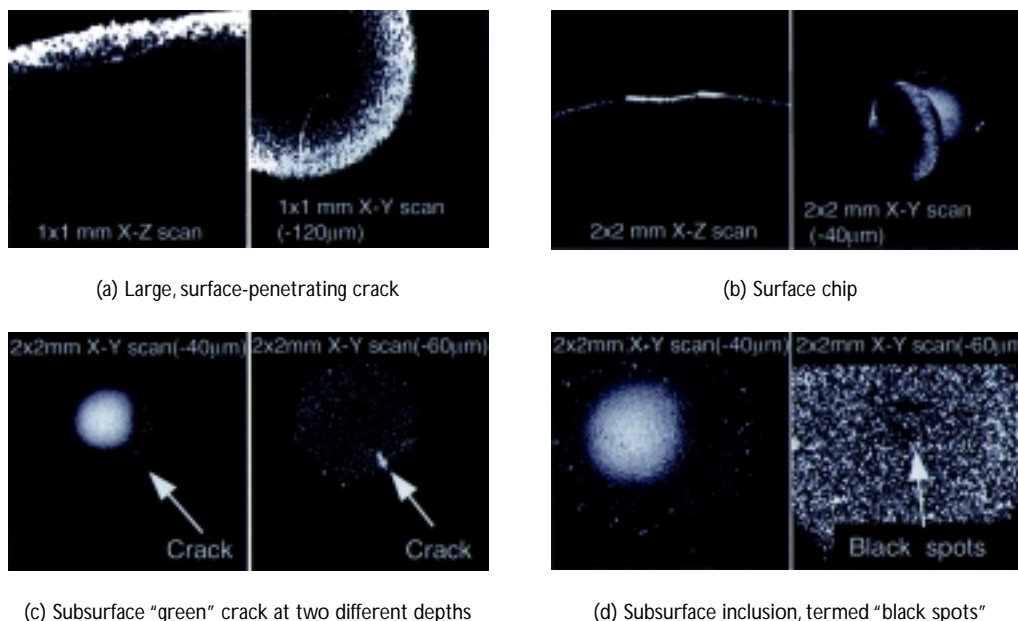 1x1 mm X-Z scan
1x1 mm X-Y scan
(-120µm)
2x2 mm X-Z scan
2x2 mm X-Y scan
(-40µm)
(a) Large, surface-penetrating crack
(b) Surface chip
2x2mm X-Y scan(-40µm)
Crack
2x2mm X-Y scan(-60µm)
Crack
2x2mm X-Y scan(-40µm)
2x2mm X-Y scan(-60µm
Black spots
(c) Subsurface “green” crack at two different depths
(d) Subsurface inclusion, termed “black spots”